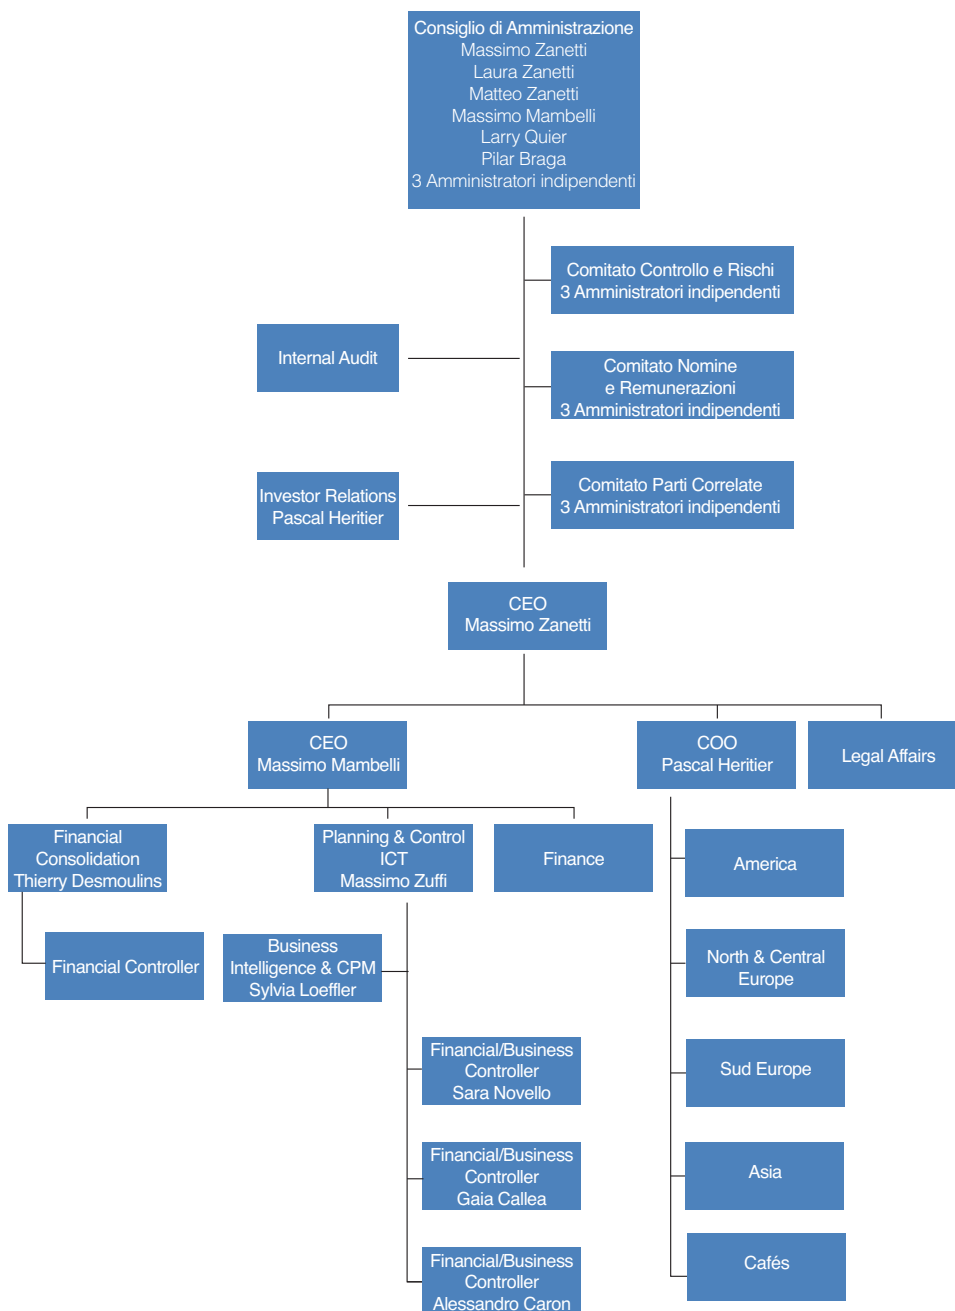 Consiglio di Amministrazione
Massimo Zanetti
Laura Zanetti
Matteo Zanetti
Massimo Mambelli
Larry Quier
Pilar Braga
3 Amministratori indipendenti
Comitato Controllo e Rischi
3 Amministratori indipendenti
Internal Audit
Comitato Nomine
e Remunerazioni
3 Amministratori indipendenti
Investor Relations
Pascal Heritier
Comitato Parti Correlate
3 Amministratori indipendenti
CEO
Massimo Zanetti
CEO
Massimo Mambelli
COO
Pascal Heritier
Legal Affairs
Financial
Consolidation
Thierry Desmoulins
Planning & Control
ICT
Massimo Zuffi
Finance
America
Financial Controller
Business
Intelligence & CPM
Sylvia Loeffler
North & Central
Europe
Financial/Business
Controller
Sara Novello
Sud Europe
Financial/Business
Controller
Gaia Callea
Asia
Financial/Business
Controller
Alessandro Caron
Cafés